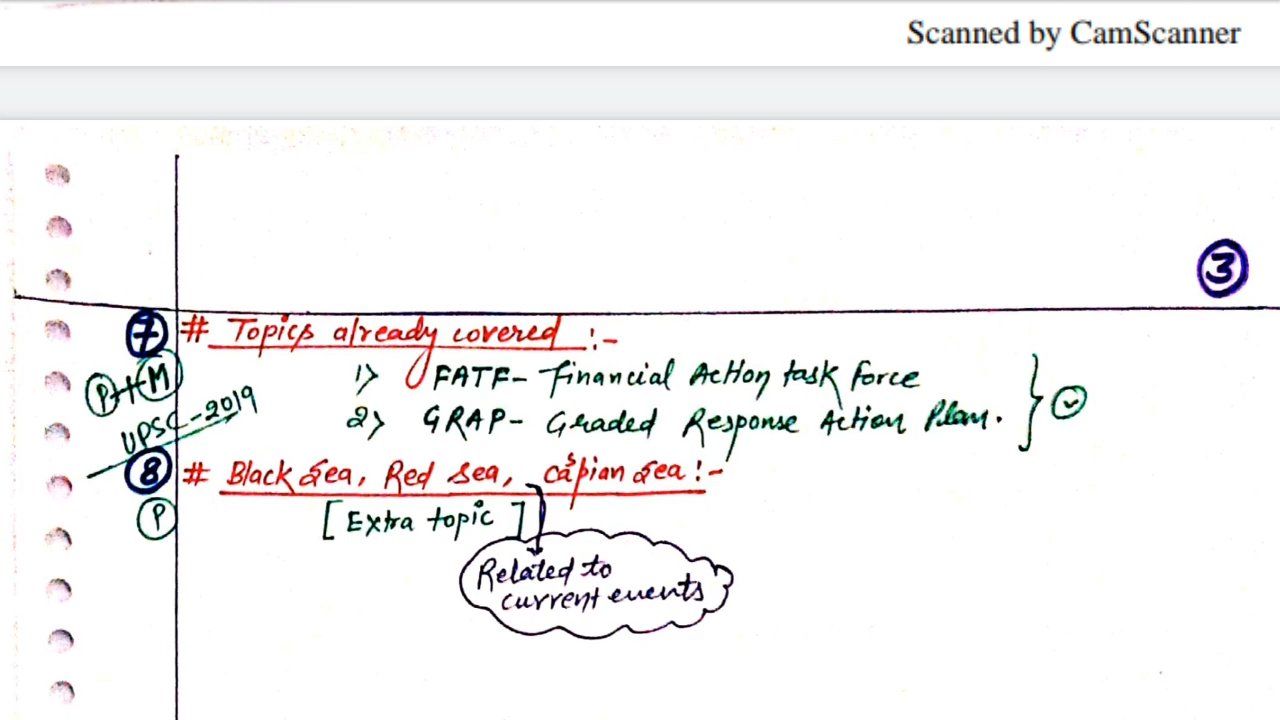 Scanned by CamScanner
3
7 # Topics already covered :-
P + M
1> FATF- Financial Action task Force
UPSC-2019
2> GRAP- Graded Response Action Plan.
8 # Black Sea, Red Sea, Caspian Sea :-
P
[Extra topic]
Related to
current events